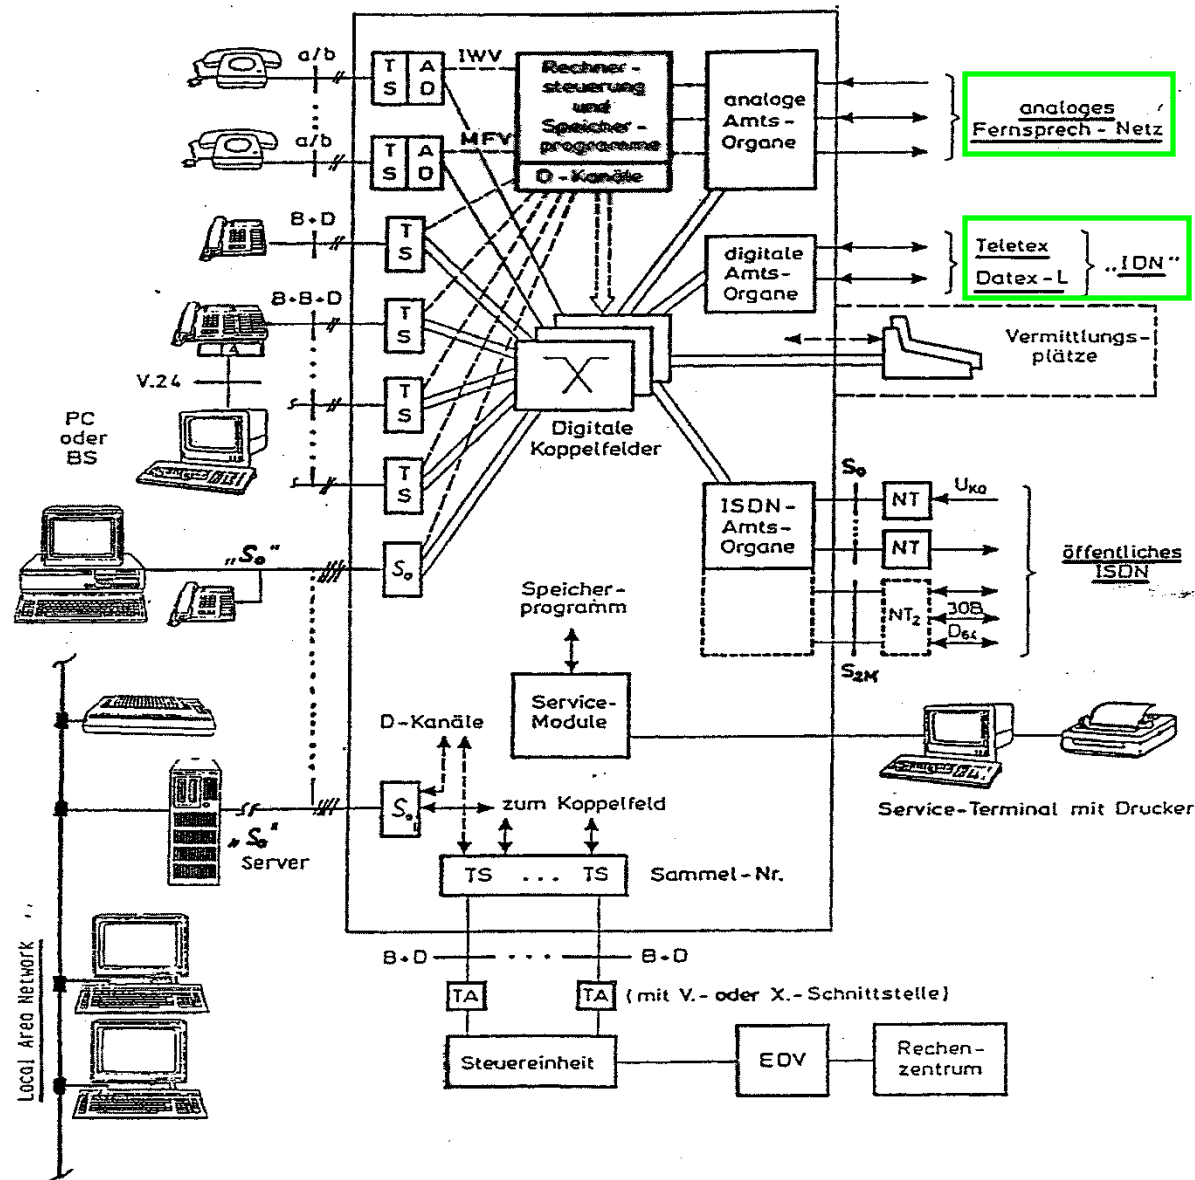 a/b
T
S
A
D
IWV
Rechner-
steuerung
und
Speicher-
programme
D-Kanäle
analoge
Amts-
Organe
analoges
Fernsprech-Netz
a/b
T
S
A
D
MFV
B+D
T
S
digitale
Amts-
Organe
Teletex
Datex-L
„IDN"
B+B+D
A
T
S
Vermittlungs-
plätze
V.24
T
S
PC
oder
BS
T
S
Digitale
Koppelfelder
ISDN-
Amts-
Organe
S₀
NT
U_K0
NT
öffentliches
ISDN
NT₂
30B
D₆₄
S₂M
„S₀"
S₀
Speicher-
programm
Service-
Module
D-Kanäle
S₀
zum Koppelfeld
Service-Terminal mit Drucker
„S₀"
Server
TS ... TS
Sammel-Nr.
B+D
B+D
TA
TA
(mit V.- oder X.-Schnittstelle)
Steuereinheit
EDV
Rechen-
zentrum
Local Area Network